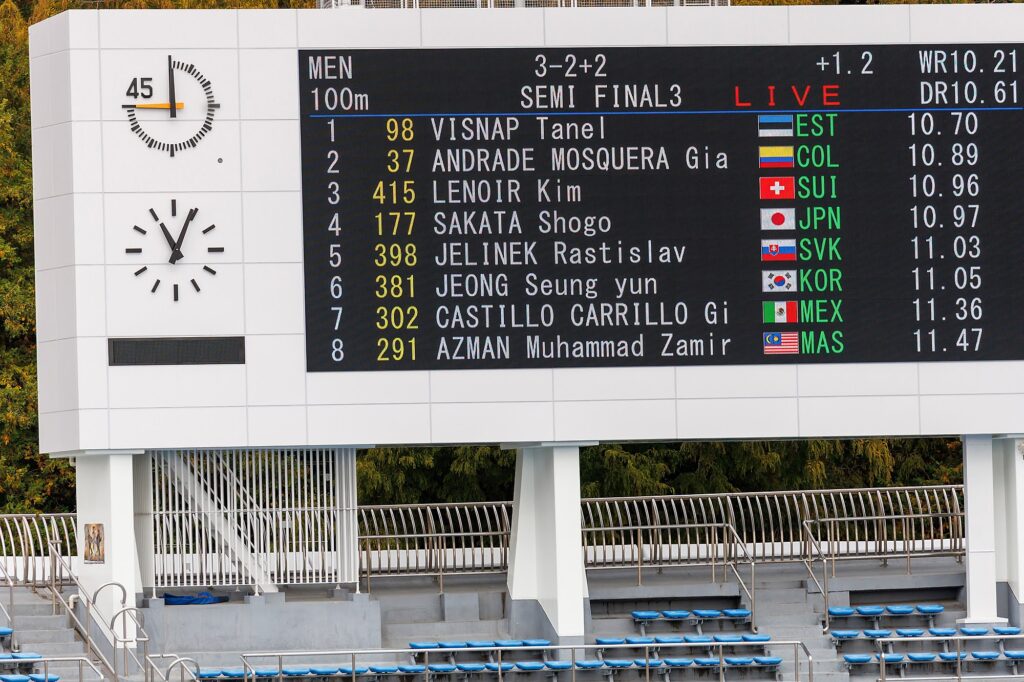 45
MEN 3-2+2 +1.2 WR10.21
100m SEMI FINAL3 LIVE DR10.61
1 98 VISNAP Tanel EST 10.70
2 37 ANDRADE MOSQUERA Gia COL 10.89
3 415 LENOIR Kim SUI 10.96
4 177 SAKATA Shogo JPN 10.97
5 398 JELINEK Rastislav SVK 11.03
6 381 JEONG Seung yun KOR 11.05
7 302 CASTILLO CARRILLO Gi MEX 11.36
8 291 AZMAN Muhammad Zamir MAS 11.47